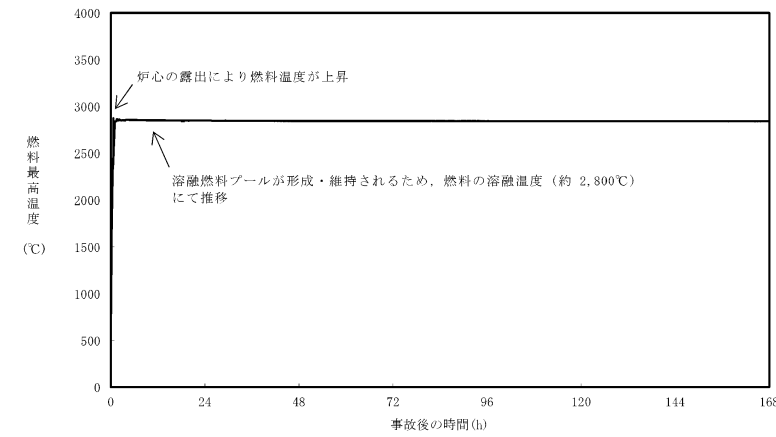 4000
3500
3000
2500
2000
1500
1000
500
0
燃料最高温度
(℃)
炉心の露出により燃料温度が上昇
溶融燃料プールが形成・維持されるため，燃料の溶融温度（約 2,800℃）
にて推移
0 24 48 72 96 120 144 168
事故後の時間(h)